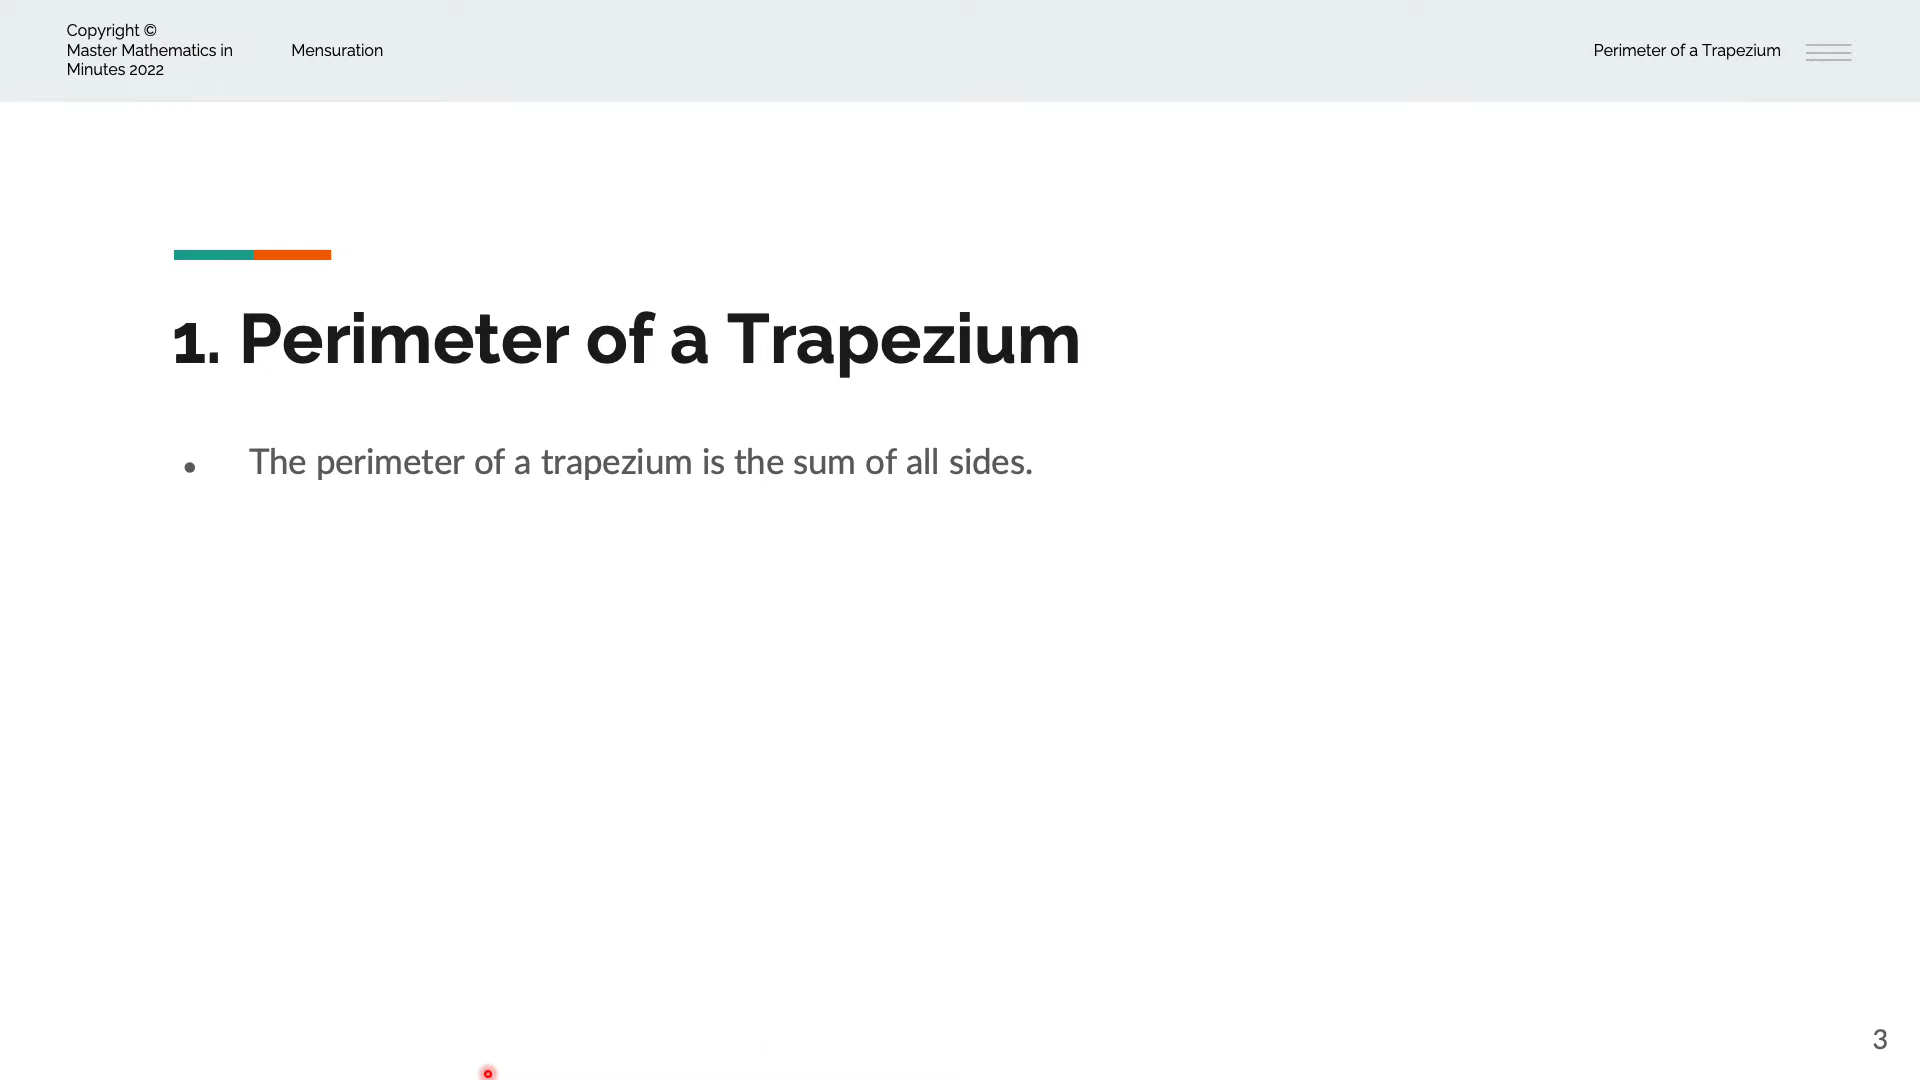 Copyright ©
Master Mathematics in
Minutes 2022
Mensuration
Perimeter of a Trapezium
1. Perimeter of a Trapezium
• The perimeter of a trapezium is the sum of all sides.
3